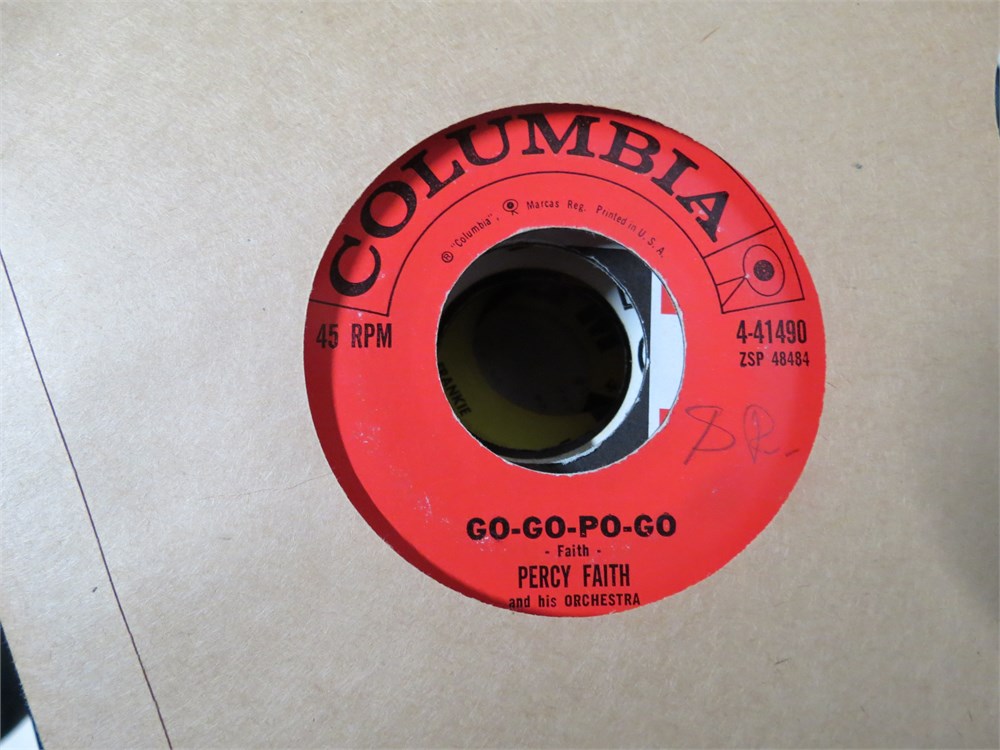 COLUMBIA
® "Columbia", Marcas Reg. Printed in U.S.A.
45 RPM
4-41490
ZSP 48484
GO-GO-PO-GO
- Faith -
PERCY FAITH
and his ORCHESTRA